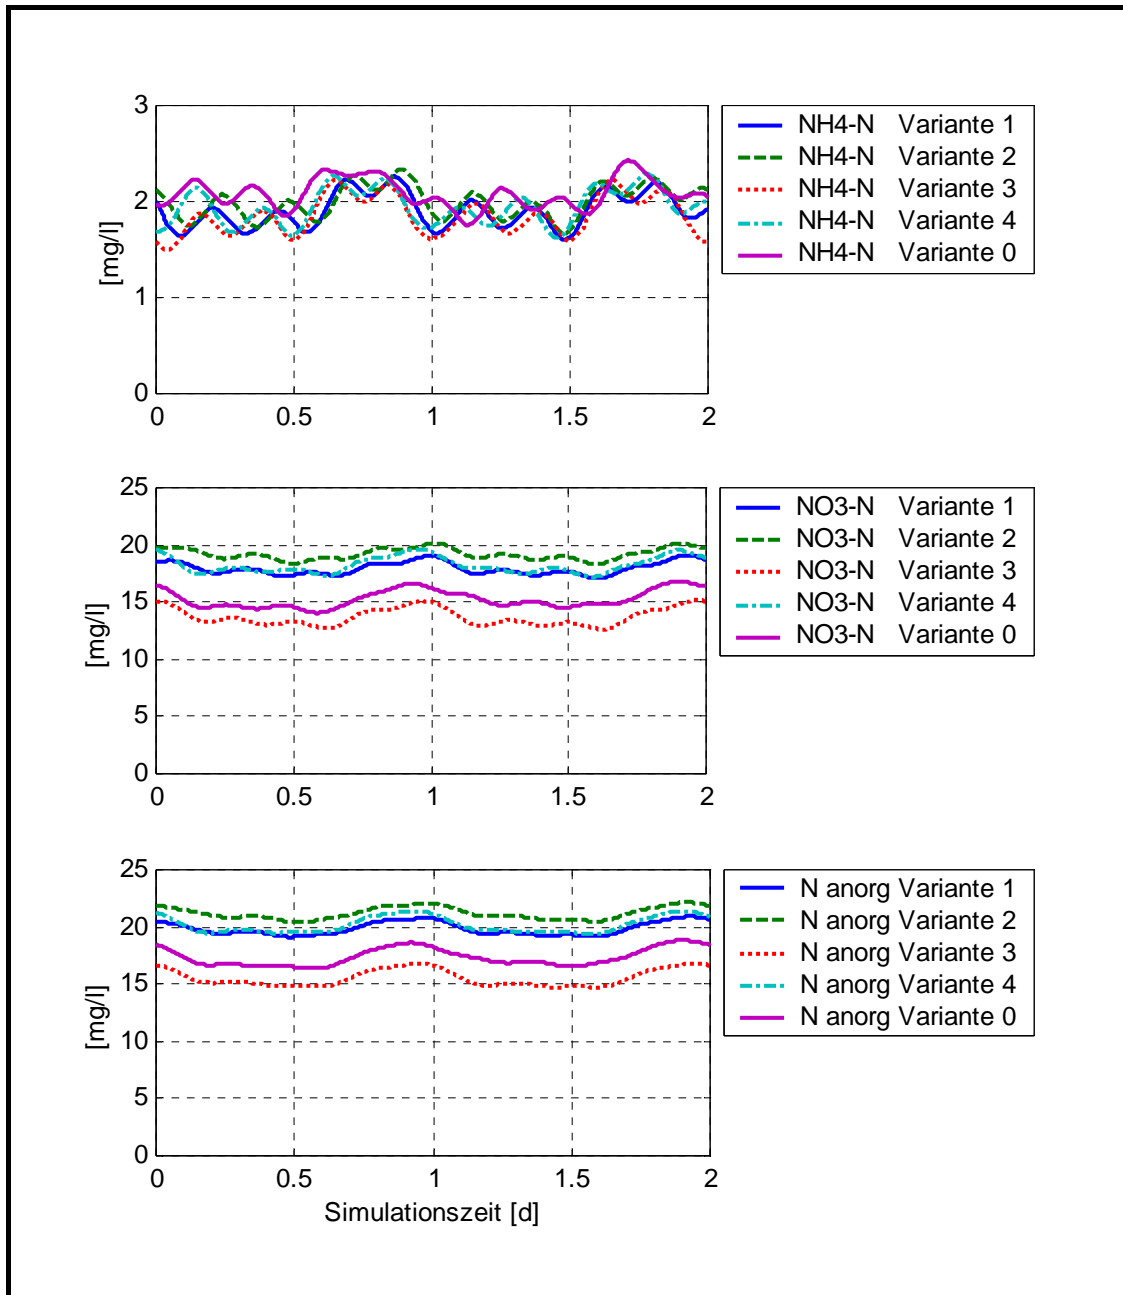 3
2
1
0
[mg/l]
0
0.5
1
1.5
2
NH4-N Variante 1
NH4-N Variante 2
NH4-N Variante 3
NH4-N Variante 4
NH4-N Variante 0
25
20
15
10
5
0
[mg/l]
0
0.5
1
1.5
2
NO3-N Variante 1
NO3-N Variante 2
NO3-N Variante 3
NO3-N Variante 4
NO3-N Variante 0
25
20
15
10
5
0
[mg/l]
0
0.5
1
1.5
2
Simulationszeit [d]
N anorg Variante 1
N anorg Variante 2
N anorg Variante 3
N anorg Variante 4
N anorg Variante 0